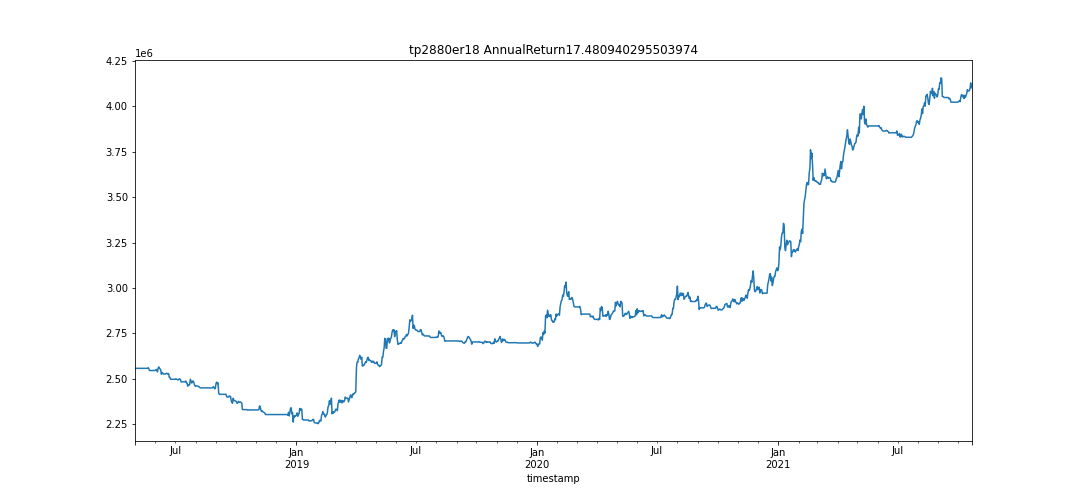 tp2880er18 AnnualReturn17.480940295503974
1e6
4.25
4.00
3.75
3.50
3.25
3.00
2.75
2.50
2.25
Jul Jan Jul Jan Jul Jan Jul
2019 2020 2021
timestamp